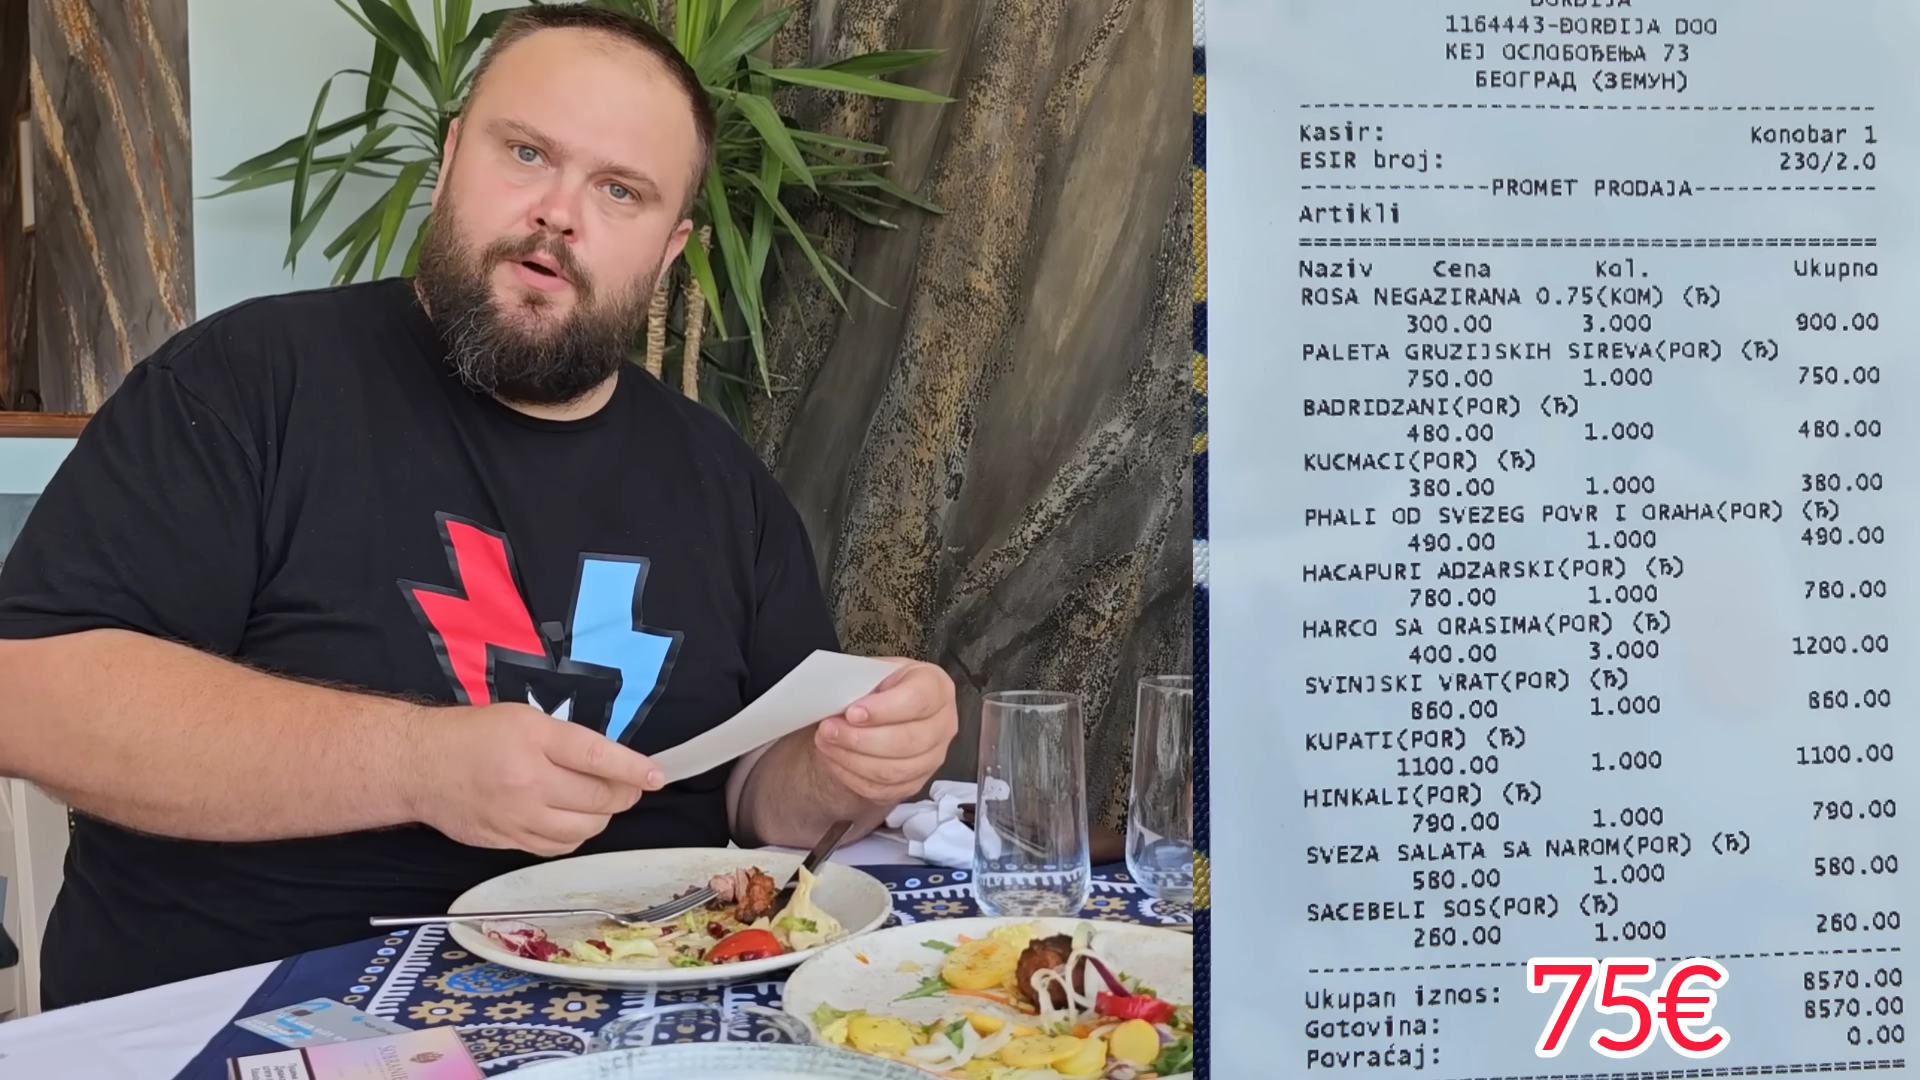 1164443-ĐORĐIJA DOO
КЕЈ ОСЛОБОЂЕЊА 73
БЕОГРАД (ЗЕМУН)
Kasir: Konobar 1
ESIR broj: 230/2.0
-------------PROMET PRODAJA-------------
Artikli
Naziv Cena Kol. Ukupno
ROSA NEGAZIRANA 0.75(KOM) (Ђ)
300.00 3.000 900.00
PALETA GRUZIJSKIH SIREVA(POR) (Ђ)
750.00 1.000 750.00
BADRIDZANI(POR) (Ђ)
480.00 1.000 480.00
KUCMACI(POR) (Ђ)
380.00 1.000 380.00
PHALI OD SVEZEG POVR I ORAHA(POR) (Ђ)
490.00 1.000 490.00
HACAPURI ADZARSKI(POR) (Ђ)
780.00 1.000 780.00
HARCO SA ORASIMA(POR) (Ђ)
400.00 3.000 1200.00
SVINJSKI VRAT(POR) (Ђ)
860.00 1.000 860.00
KUPATI(POR) (Ђ)
1100.00 1.000 1100.00
HINKALI(POR) (Ђ)
790.00 1.000 790.00
SVEZA SALATA SA NAROM(POR) (Ђ)
580.00 1.000 580.00
SACEBELI SOS(POR) (Ђ)
260.00 1.000 260.00
Ukupan iznos: 8570.00
Gotovina: 8570.00
Povraćaj: 0.00
75€